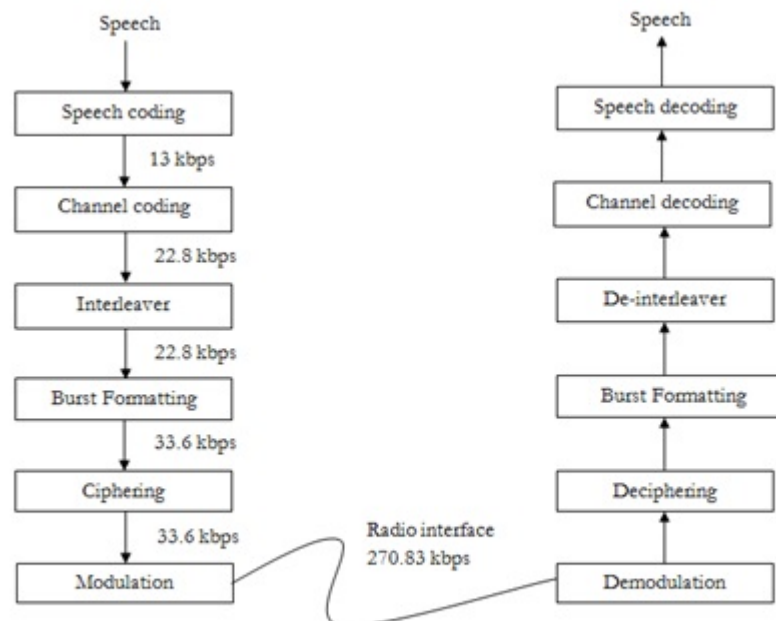 Speech
Speech coding
13 kbps
Channel coding
22.8 kbps
Interleaver
22.8 kbps
Burst Formatting
33.6 kbps
Ciphering
33.6 kbps
Modulation
Radio interface
270.83 kbps
Speech
Speech decoding
Channel decoding
De-interleaver
Burst Formatting
Deciphering
Demodulation